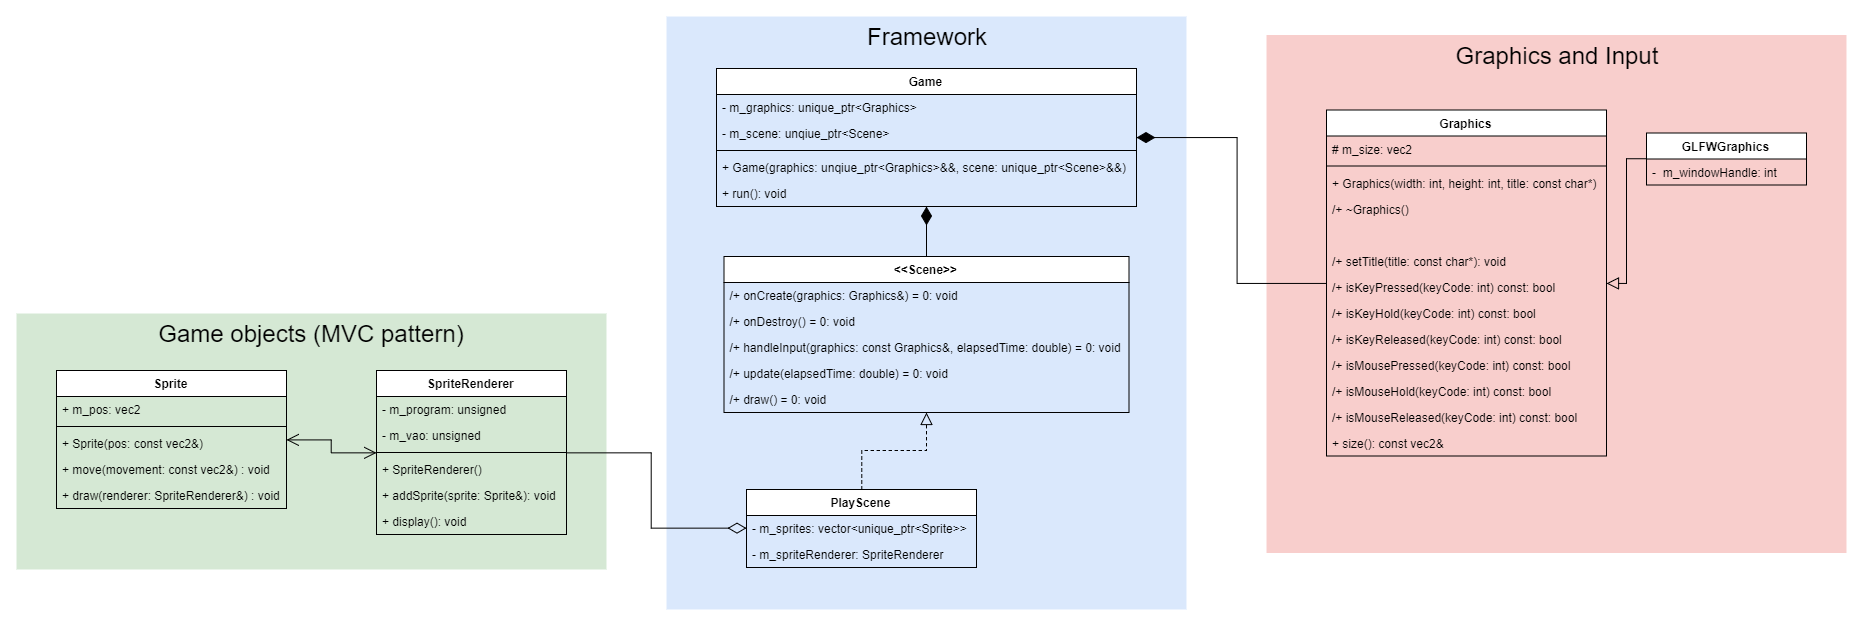 Framework
Game
- m_graphics: unique_ptr<Graphics>
- m_scene: unqiue_ptr<Scene>
+ Game(graphics: unqiue_ptr<Graphics>&&, scene: unique_ptr<Scene>&&)
+ run(): void
<<Scene>>
/+ onCreate(graphics: Graphics&) = 0: void
/+ onDestroy() = 0: void
/+ handleInput(graphics: const Graphics&, elapsedTime: double) = 0: void
/+ update(elapsedTime: double) = 0: void
/+ draw() = 0: void
PlayScene
- m_sprites: vector<unique_ptr<Sprite>>
- m_spriteRenderer: SpriteRenderer
Graphics and Input
Graphics
# m_size: vec2
+ Graphics(width: int, height: int, title: const char*)
/+ ~Graphics()
/+ setTitle(title: const char*): void
/+ isKeyPressed(keyCode: int) const: bool
/+ isKeyHold(keyCode: int) const: bool
/+ isKeyReleased(keyCode: int) const: bool
/+ isMousePressed(keyCode: int) const: bool
/+ isMouseHold(keyCode: int) const: bool
/+ isMouseReleased(keyCode: int) const: bool
+ size(): const vec2&
GLFWGraphics
- m_windowHandle: int
Game objects (MVC pattern)
Sprite
+ m_pos: vec2
+ Sprite(pos: const vec2&)
+ move(movement: const vec2&) : void
+ draw(renderer: SpriteRenderer&) : void
SpriteRenderer
- m_program: unsigned
- m_vao: unsigned
+ SpriteRenderer()
+ addSprite(sprite: Sprite&): void
+ display(): void